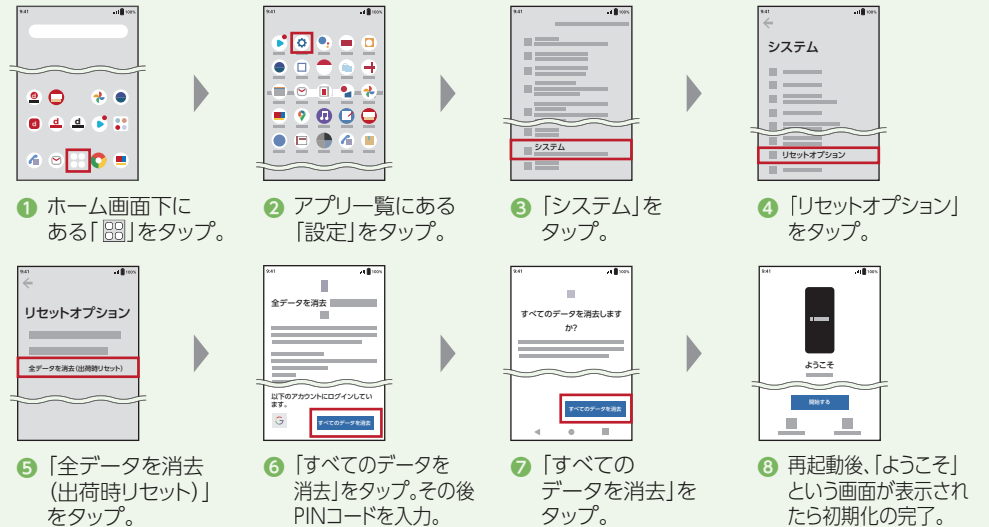 9:41 100%
9:41 100%
9:41 100%
9:41 100%
システム
システム
リセットオプション
❶ ホーム画面下に
ある「 」をタップ。
❷ アプリ一覧にある
「設定」をタップ。
❸ 「システム」を
タップ。
❹ 「リセットオプション」
をタップ。
9:41 100%
リセットオプション
全データを消去(出荷時リセット)
9:41 100%
全データを消去
以下のアカウントにログインしてい
ます。
G
すべてのデータを消去
9:41 100%
すべてのデータを消去します
か?
すべてのデータを消去
9:41 100%
ようこそ
開始する
❺ 「全データを消去
(出荷時リセット)」
をタップ。
❻ 「すべてのデータを
消去」をタップ。その後
PINコードを入力。
❼ 「すべての
データを消去」を
タップ。
❽ 再起動後、「ようこそ」
という画面が表示され
たら初期化の完了。